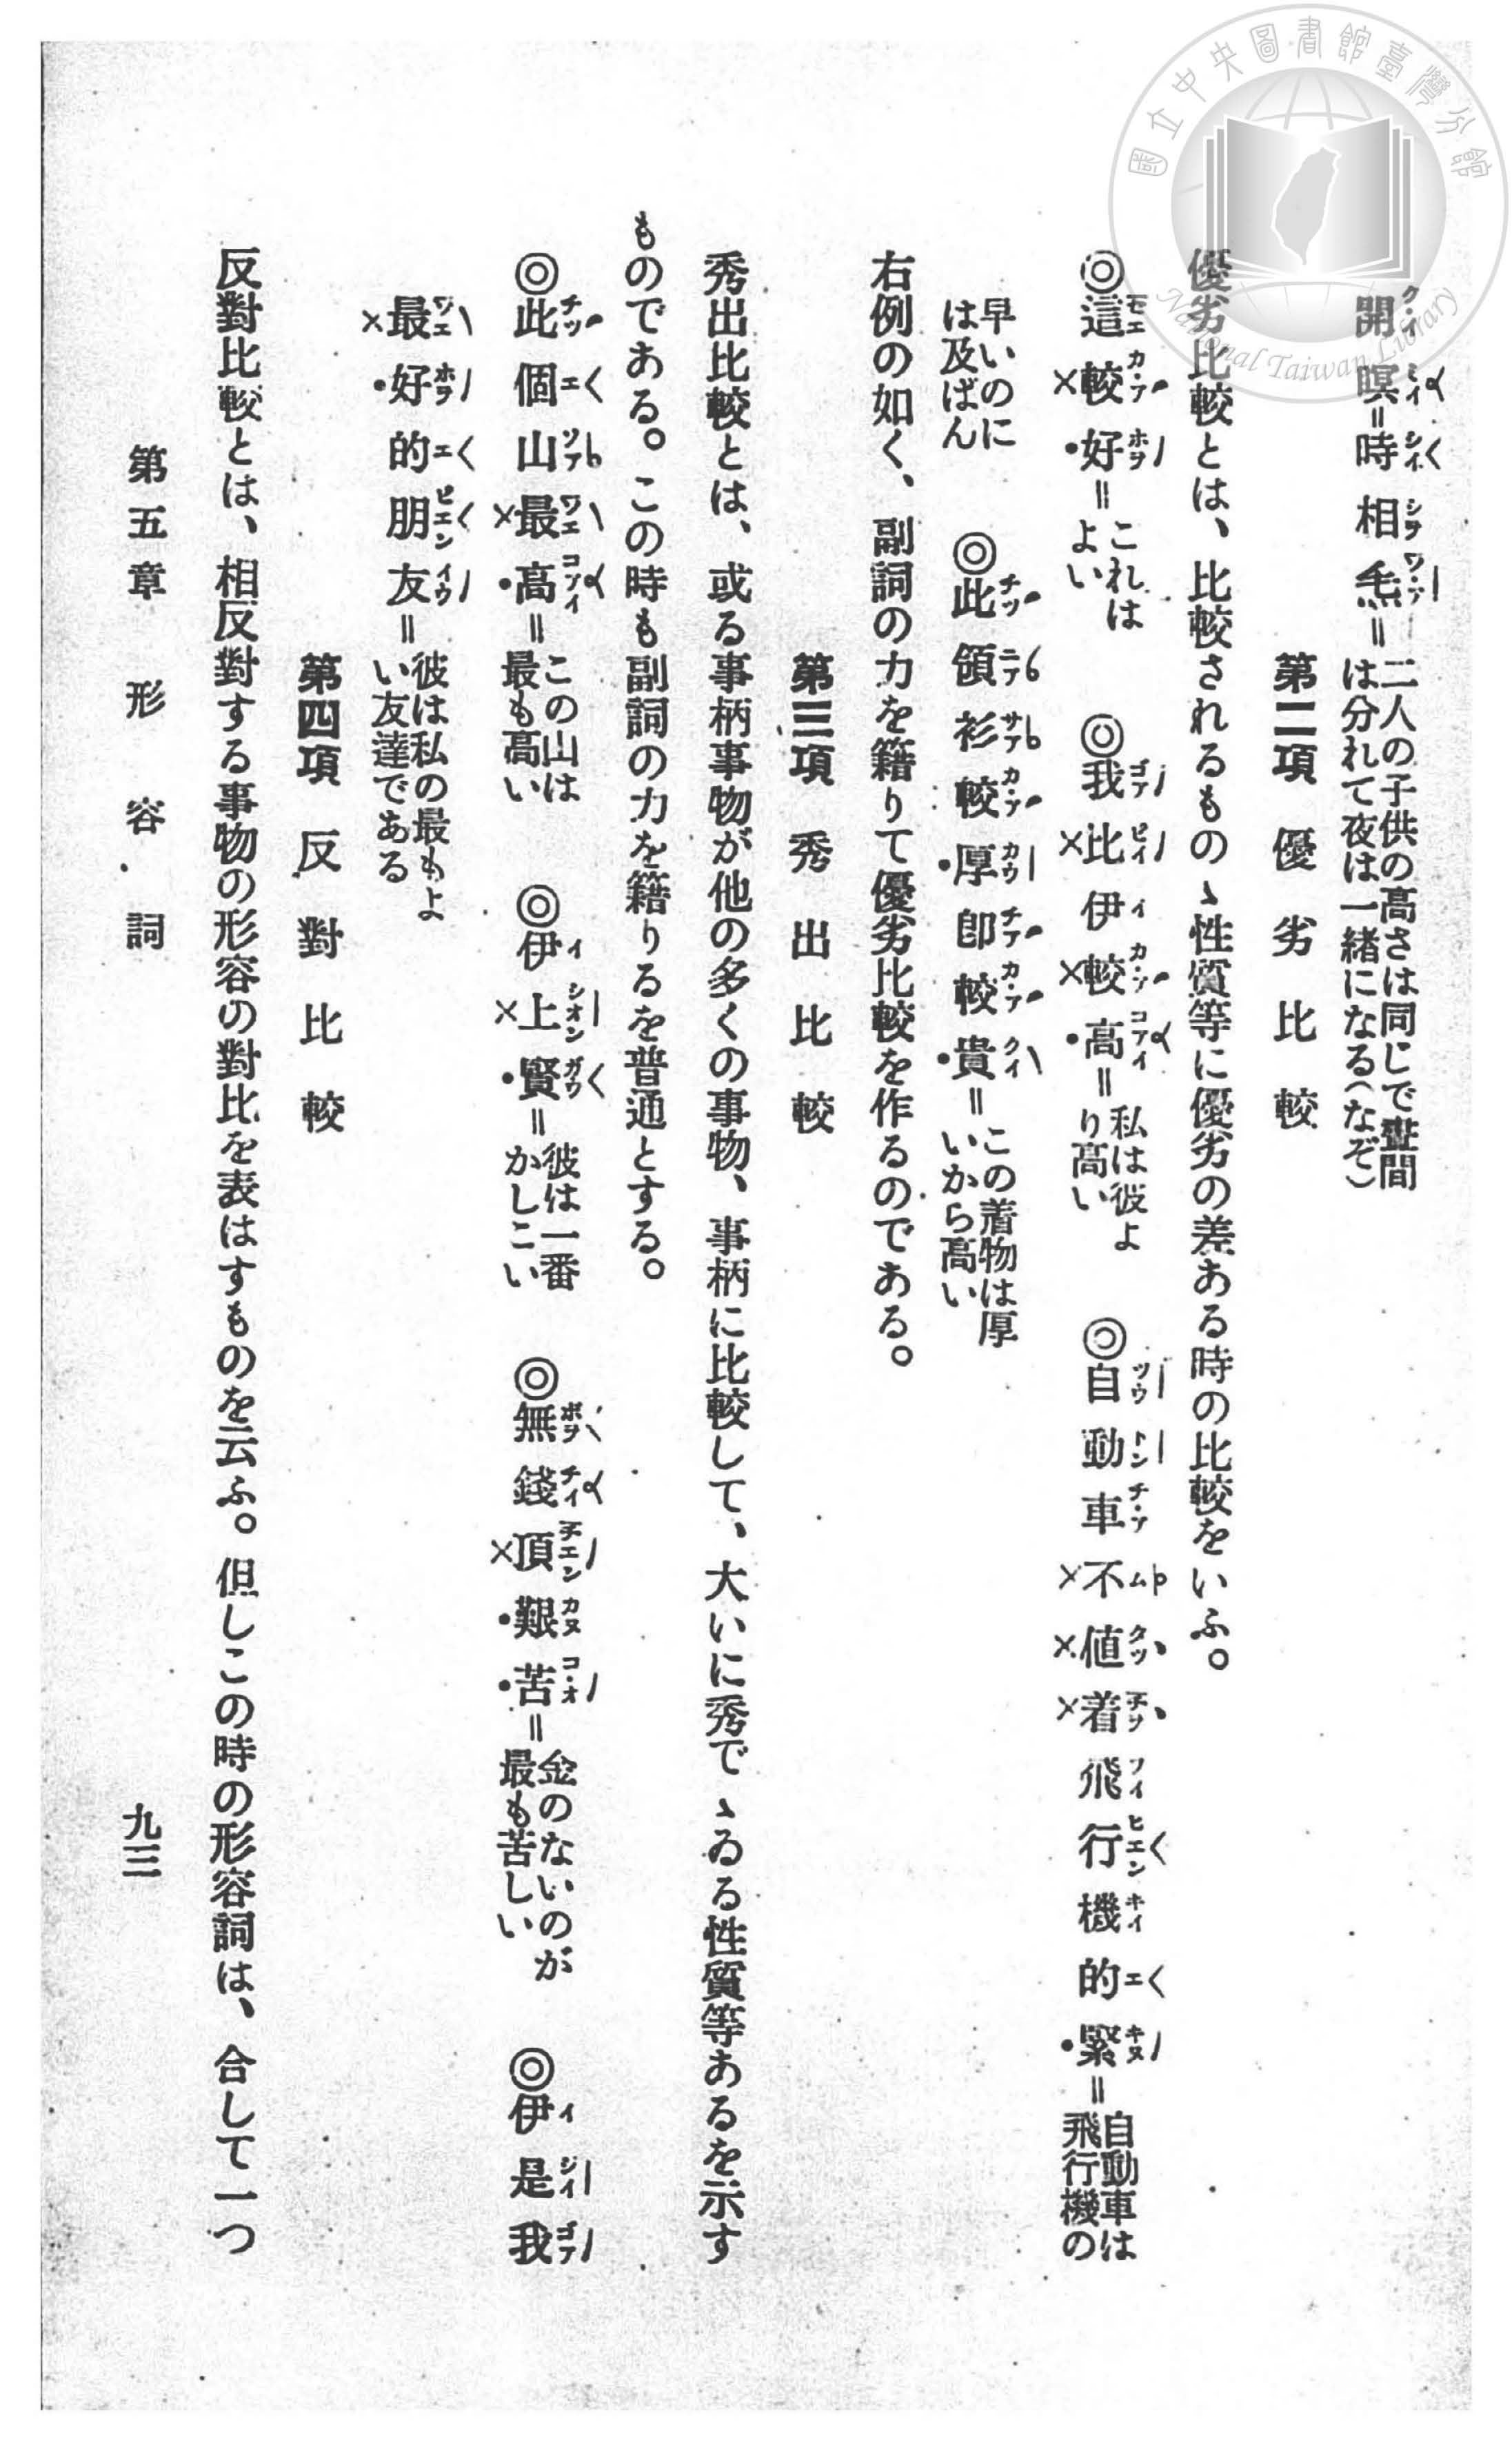 國立中央圖書館臺灣分館
National Taiwan Library
開暝=時相𤆬=二人の子供の高さは同じで晝間は分れて夜は一緒になる(なぞ)
第二項 優劣比較
優劣比較とは、比較されるものゝ性質等に優劣の差ある時の比較をいふ。
◎這較好=これはよい ◎我比伊較高=私は彼より高い ◎自動車不値着飛行機的緊=自動車は飛行機の
早いのには及ばん ◎此領衫較厚卽較貴=この着物は厚いから高い
右例の如く、副詞の力を籍りて優劣比較を作るのである。
第三項 秀出比較
秀出比較とは、或る事柄事物が他の多くの事物、事柄に比較して、大いに秀でゝゐる性質等あるを示す
ものである。この時も副詞の力を籍りるを普通とする。
◎此個山最高=この山は最も高い ◎伊上賢=彼は一番かしこい ◎無錢頂艱苦=金のないのが最も苦しい ◎伊是我
最好的朋友=彼は私の最もよい友達である
第四項 反對比較
反對比較とは、相反對する事物の形容の對比を表はすものを云ふ。但しこの時の形容詞は、合して一つ
第五章 形容詞 九三